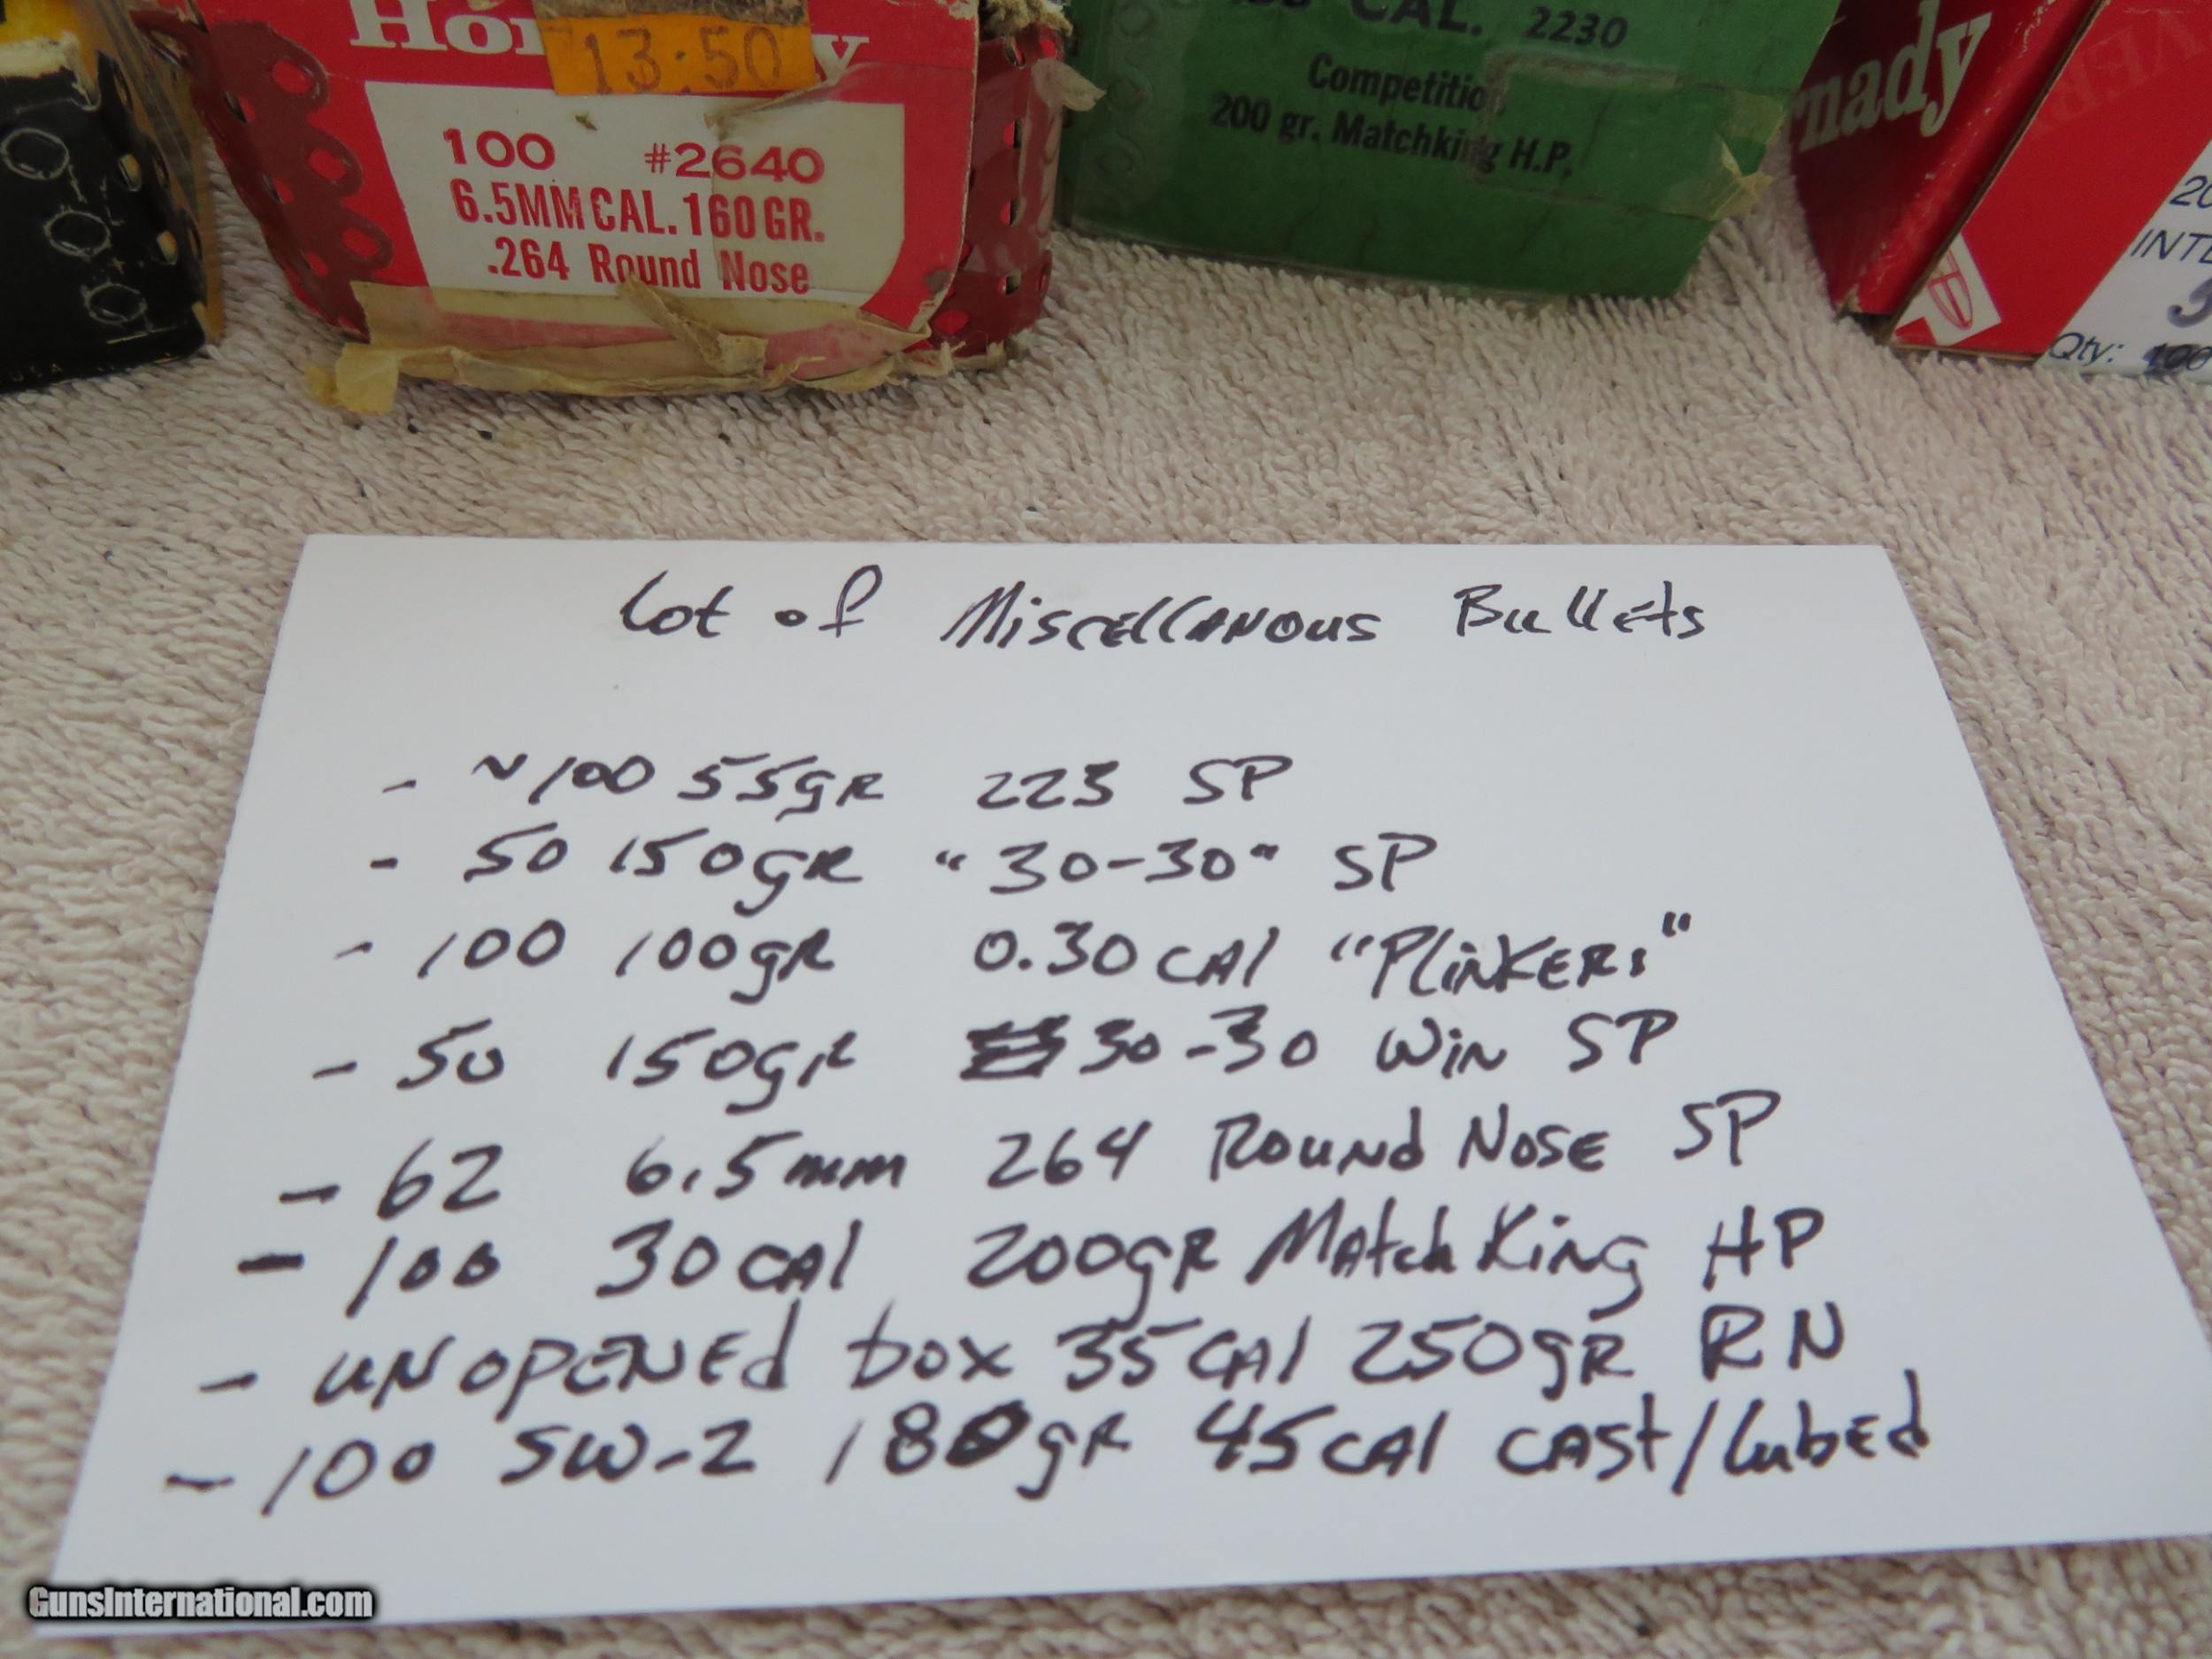 13.50
100 #2640
6.5MM CAL. 160 GR.
.264 Round Nose
CAL. 2230
Competition
200 gr. Matchking H.P.
nady
Qty: 100
U.S.A
Lot of Miscellanous Bullets
- ~100 55gR 223 SP
- 50 150gR "30-30" SP
- 100 100gR 0.30 CAl "PliNKERs"
- 50 150gR 30-30 WiN SP
- 62 6.5mm 264 Round Nose SP
- 100 30 CAl 200gR MAtchKing HP
- UNOPENEd box 35 CAl 250gR RN
- 100 SW-2 180gR 45 CAl CASt/lubEd
GunsInternational.com